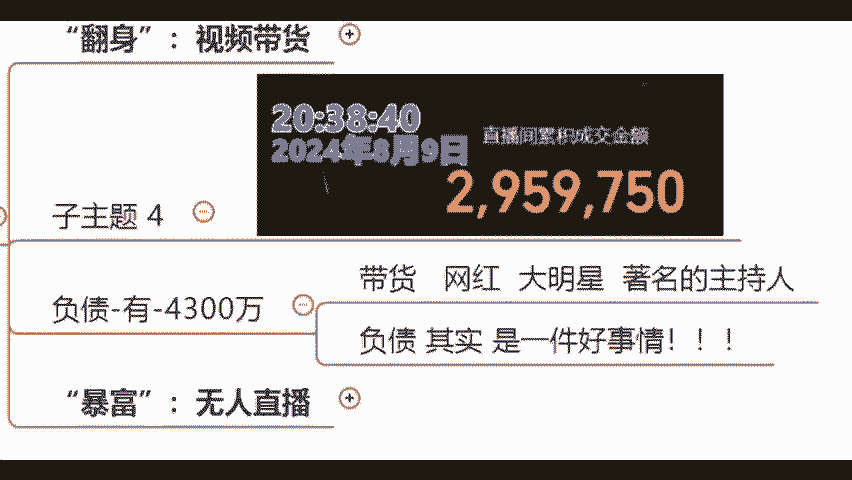 “翻身”：视频带货
20:38:40
2024年8月9日
直播间累积成交金额
2,959,750
子主题 4
带货 网红 大明星 著名的主持人
负债-有-4300万
负债 其实 是一件好事情！！！
“暴富”：无人直播